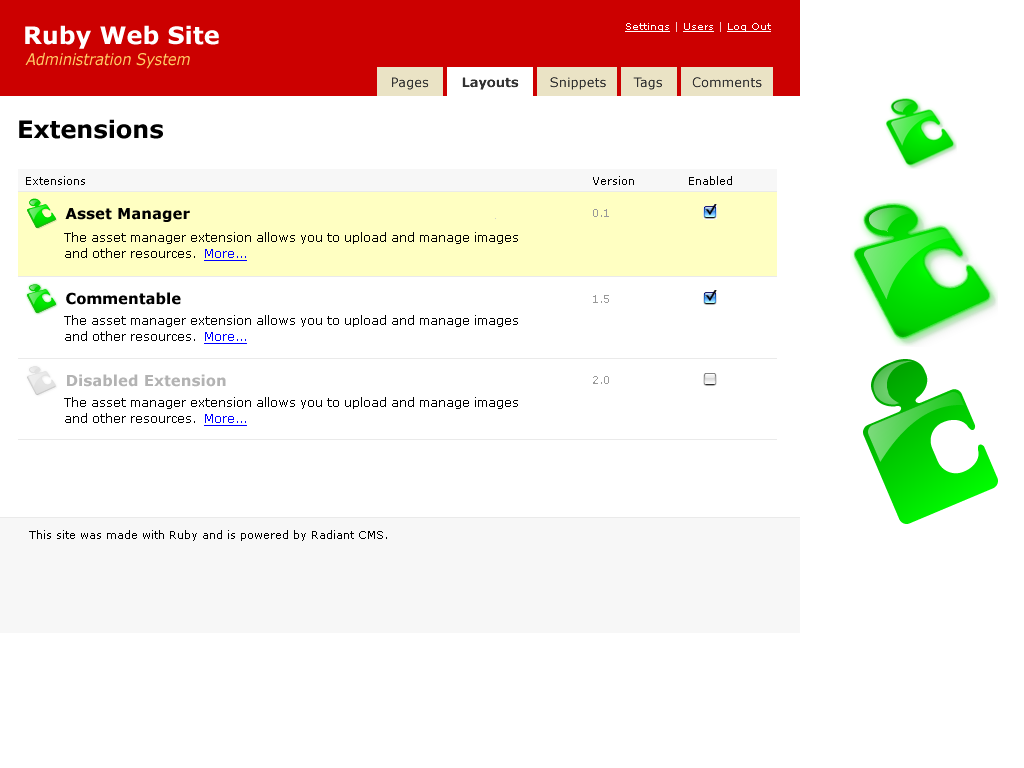 Ruby Web Site
Administration System
Settings | Users | Log Out
Pages Layouts Snippets Tags Comments
Extensions
Extensions Version Enabled
Asset Manager 0.1
The asset manager extension allows you to upload and manage images
and other resources. More...
Commentable 1.5
The asset manager extension allows you to upload and manage images
and other resources. More...
Disabled Extension 2.0
The asset manager extension allows you to upload and manage images
and other resources. More...
This site was made with Ruby and is powered by Radiant CMS.